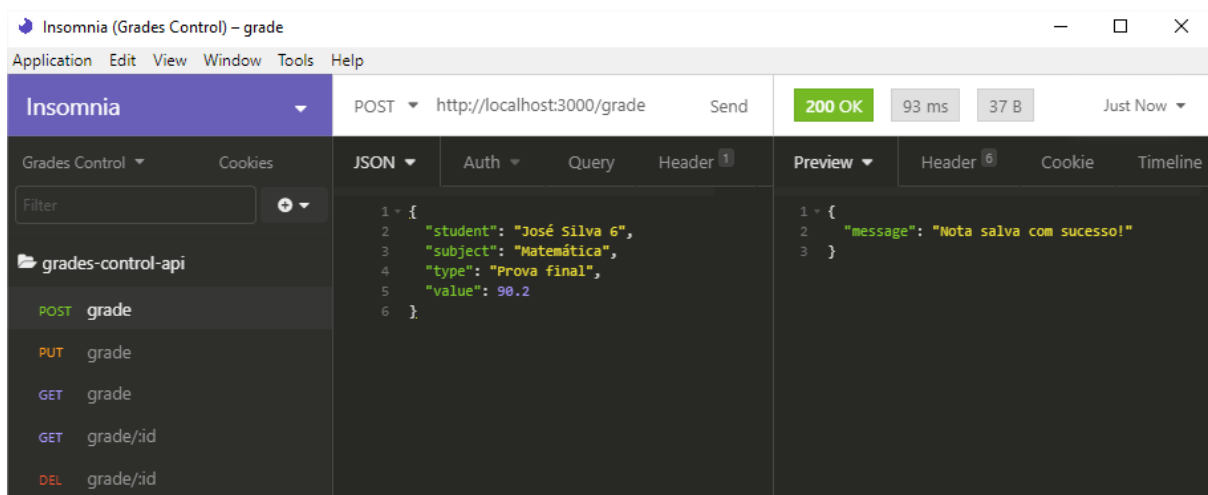 Insomnia (Grades Control) – grade
Application Edit View Window Tools Help
Insomnia
POST http://localhost:3000/grade Send
200 OK 93 ms 37 B Just Now
Grades Control Cookies
JSON Auth Query Header 1
Preview Header 6 Cookie Timeline
Filter
grades-control-api
POST grade
PUT grade
GET grade
GET grade/:id
DEL grade/:id
1 {
2 "student": "José Silva 6",
3 "subject": "Matemática",
4 "type": "Prova final",
5 "value": 90.2
6 }
1 {
2 "message": "Nota salva com sucesso!"
3 }